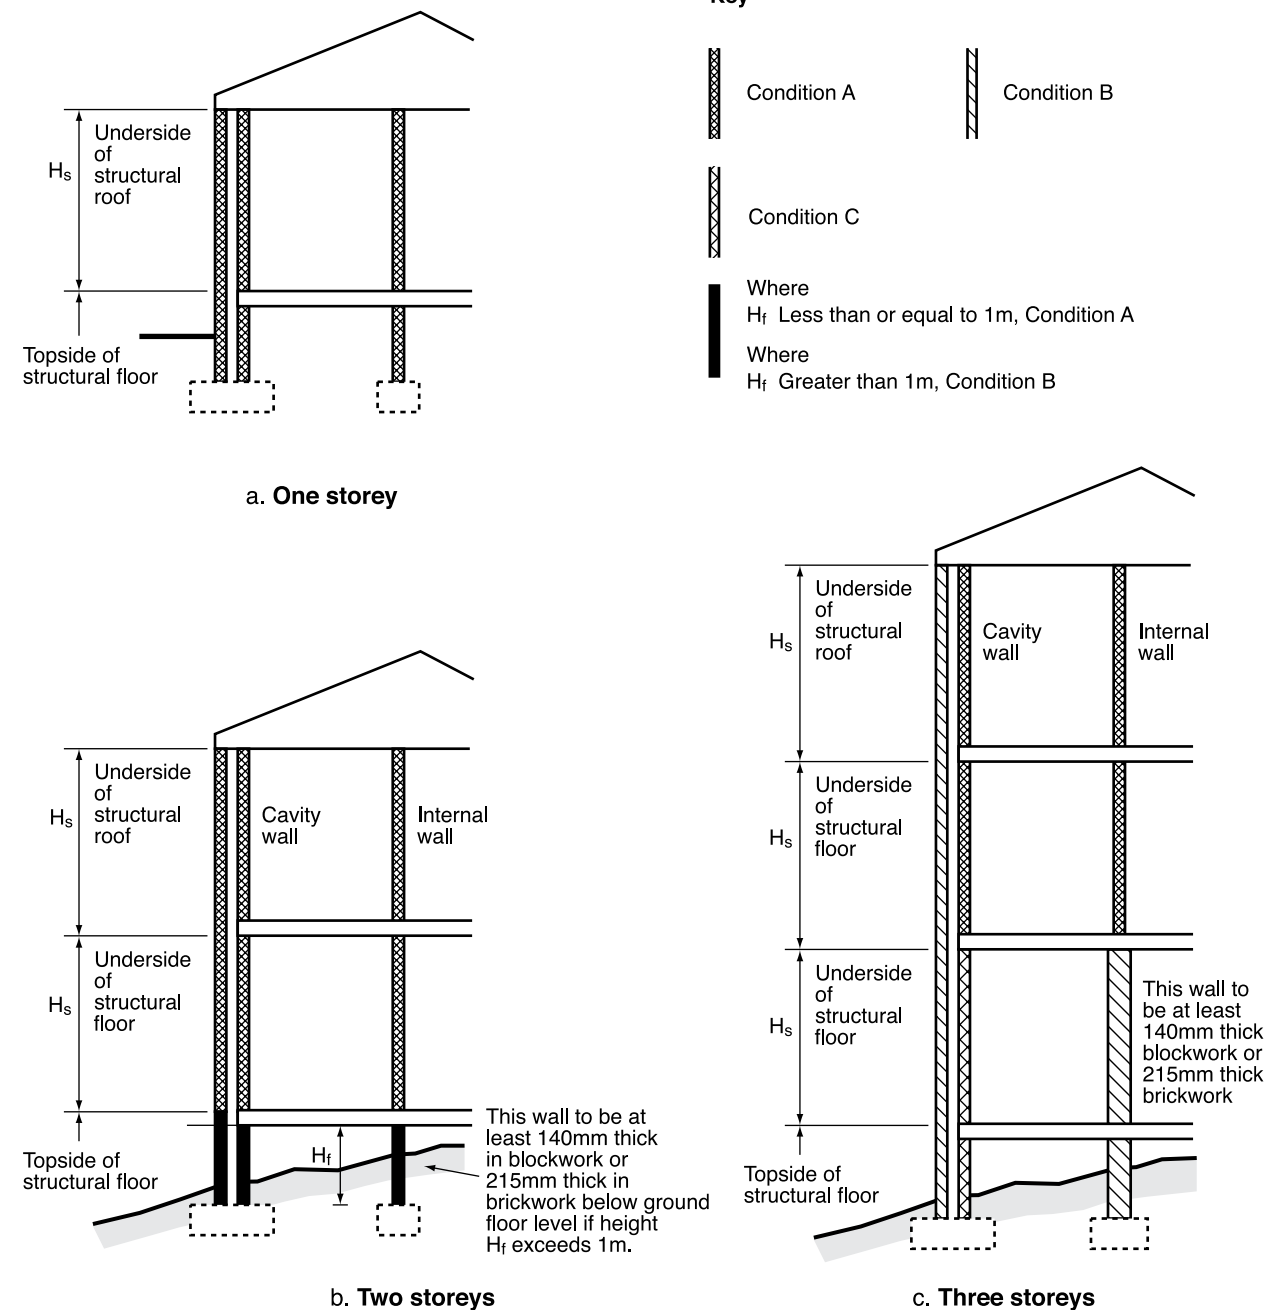 Key
Condition A
Condition B
Condition C
Where
Hf Less than or equal to 1m, Condition A
Where
Hf Greater than 1m, Condition B
Hs
Underside
of
structural
roof
Topside of
structural floor
a. One storey
Hs
Underside
of
structural
roof
Cavity
wall
Internal
wall
Hs
Underside
of
structural
floor
Topside of
structural floor
Hf
This wall to be at
least 140mm thick
in blockwork or
215mm thick in
brickwork below ground
floor level if height
Hf exceeds 1m.
b. Two storeys
Hs
Underside
of
structural
roof
Cavity
wall
Internal
wall
Hs
Underside
of
structural
floor
Hs
Underside
of
structural
floor
This wall to
be at least
140mm thick
blockwork or
215mm thick
brickwork
Topside of
structural floor
c. Three storeys